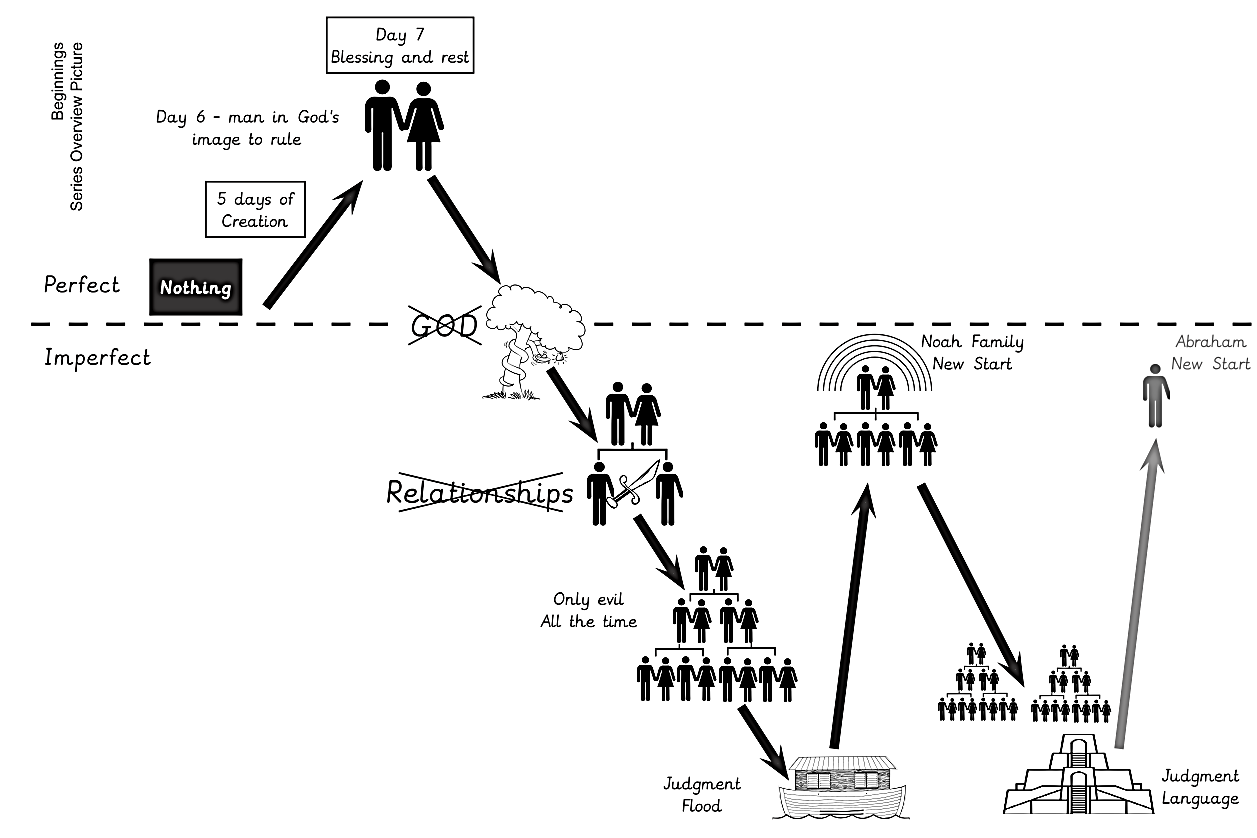 Beginnings
Series Overview Picture
Day 7
Blessing and rest
Day 6 - man in God's
image to rule
5 days of
Creation
Perfect
Nothing
GOD
Imperfect
Noah Family
New Start
Abraham
New Start
Relationships
Only evil
All the time
Judgment
Flood
Judgment
Language